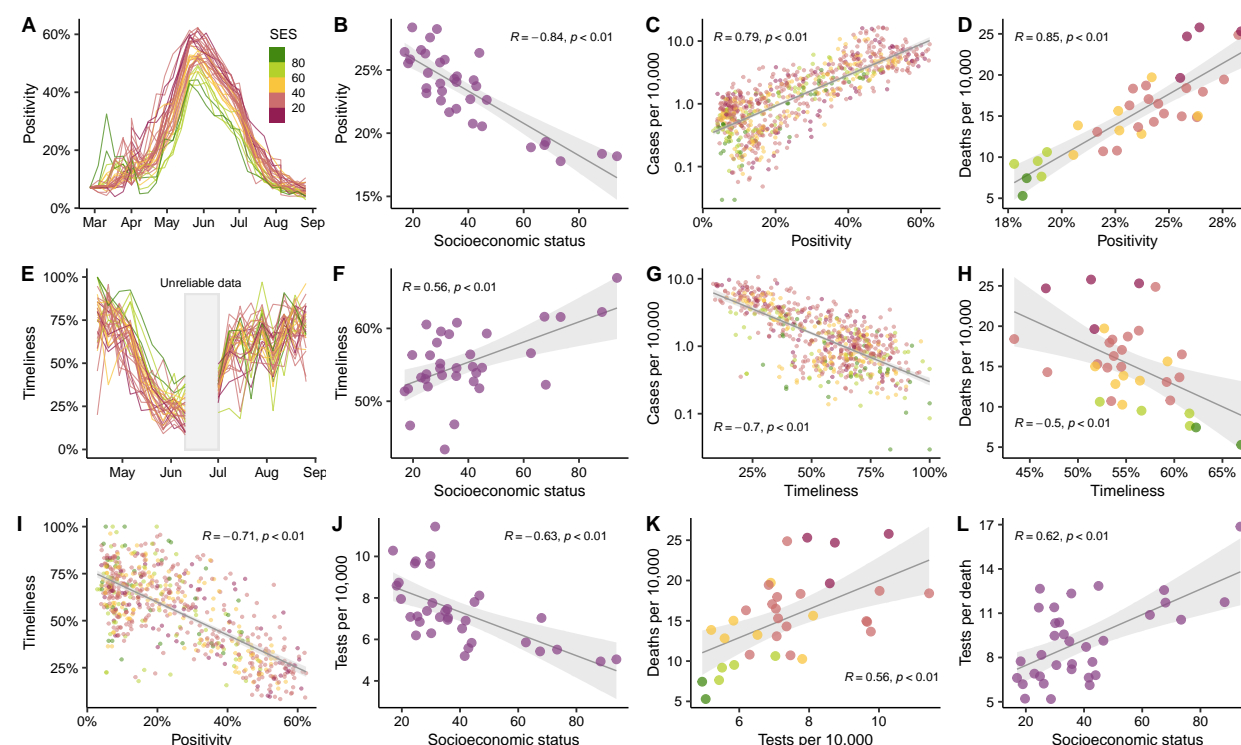 A
SES
80
60
40
20
60%
40%
20%
0%
Positivity
Mar Apr May Jun Jul Aug Sep
B
R = −0.84, p < 0.01
25%
20%
15%
Positivity
20 40 60 80
Socioeconomic status
C
R = 0.79, p < 0.01
10.0
1.0
0.1
Cases per 10,000
0% 20% 40% 60%
Positivity
D
R = 0.85, p < 0.01
25
20
15
10
5
Deaths per 10.000
18% 20% 23% 25% 28%
Positivity
E
Unreliable data
100%
75%
50%
25%
0%
Timeliness
May Jun Jul Aug Sep
F
R = 0.56, p < 0.01
60%
50%
Timeliness
20 40 60 80
Socioeconomic status
G
R = −0.7, p < 0.01
10.0
1.0
0.1
Cases per 10,000
25% 50% 75% 100%
Timeliness
H
R = −0.5, p < 0.01
25
20
15
10
5
Deaths per 10.000
45% 50% 55% 60% 65%
Timeliness
I
R = −0.71, p < 0.01
100%
75%
50%
25%
Timeliness
0% 20% 40% 60%
Positivity
J
R = −0.63, p < 0.01
10
8
6
4
Tests per 10,000
20 40 60 80
Socioeconomic status
K
R = 0.56, p < 0.01
25
20
15
10
5
Deaths per 10.000
6 8 10
Tests per 10.000
L
R = 0.62, p < 0.01
17
14
11
8
5
Tests per death
20 40 60 80
Socioeconomic status